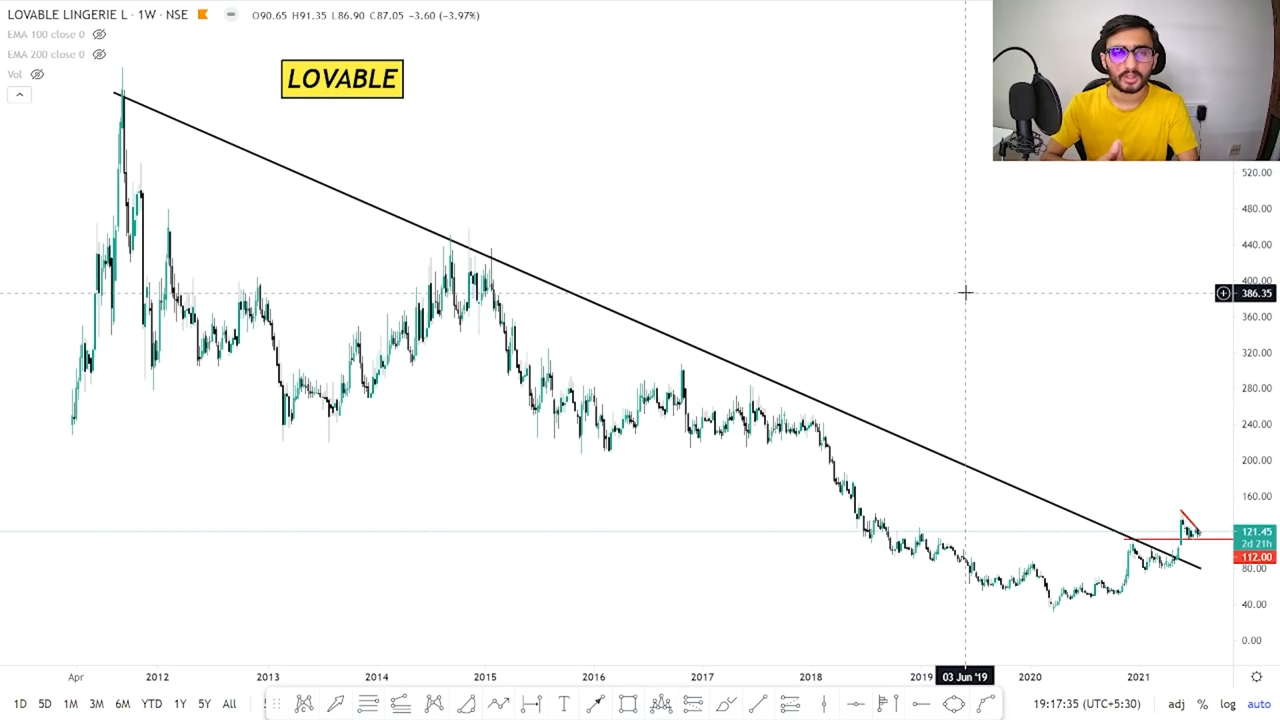 LOVABLE LINGERIE L · 1W · NSE O90.65 H91.35 L86.90 C87.05 −3.60 (−3.97%)
EMA 100 close 0
EMA 200 close 0
Vol
LOVABLE
520.00
480.00
440.00
400.00
386.35
360.00
320.00
280.00
240.00
200.00
160.00
121.45
2d 21h
112.00
80.00
40.00
0.00
Apr 2012 2013 2014 2015 2016 2017 2018 2019 03 Jun '19 2020 2021
1D 5D 1M 3M 6M YTD 1Y 5Y All 19:17:35 (UTC+5:30) adj % log auto